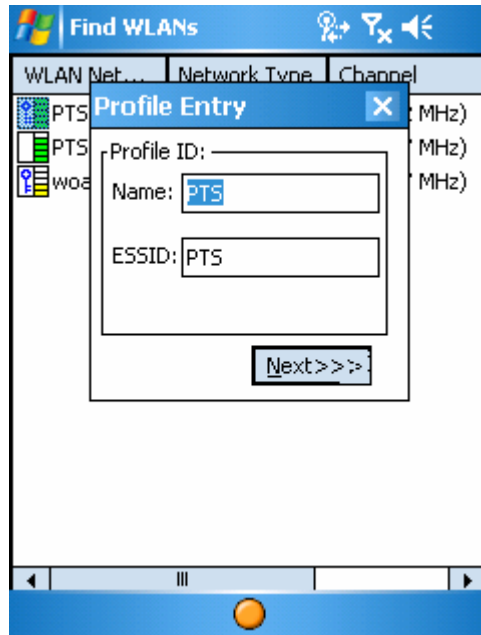 Find WLANs
WLAN Net... Network Type Channel
Profile Entry
PTS MHz)
Profile ID:
PTS MHz)
Name: PTS
woa MHz)
ESSID: PTS
Next>>>